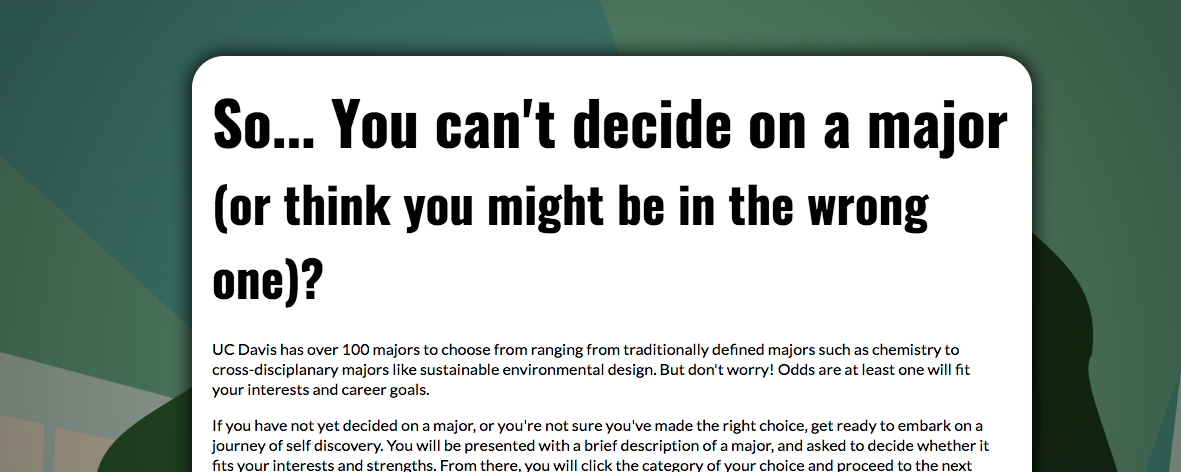 So... You can't decide on a major
(or think you might be in the wrong
one)?
UC Davis has over 100 majors to choose from ranging from traditionally defined majors such as chemistry to
cross-disciplanary majors like sustainable environmental design. But don't worry! Odds are at least one will fit
your interests and career goals.
If you have not yet decided on a major, or you're not sure you've made the right choice, get ready to embark on a
journey of self discovery. You will be presented with a brief description of a major, and asked to decide whether it
fits your interests and strengths. From there, you will click the category of your choice and proceed to the next